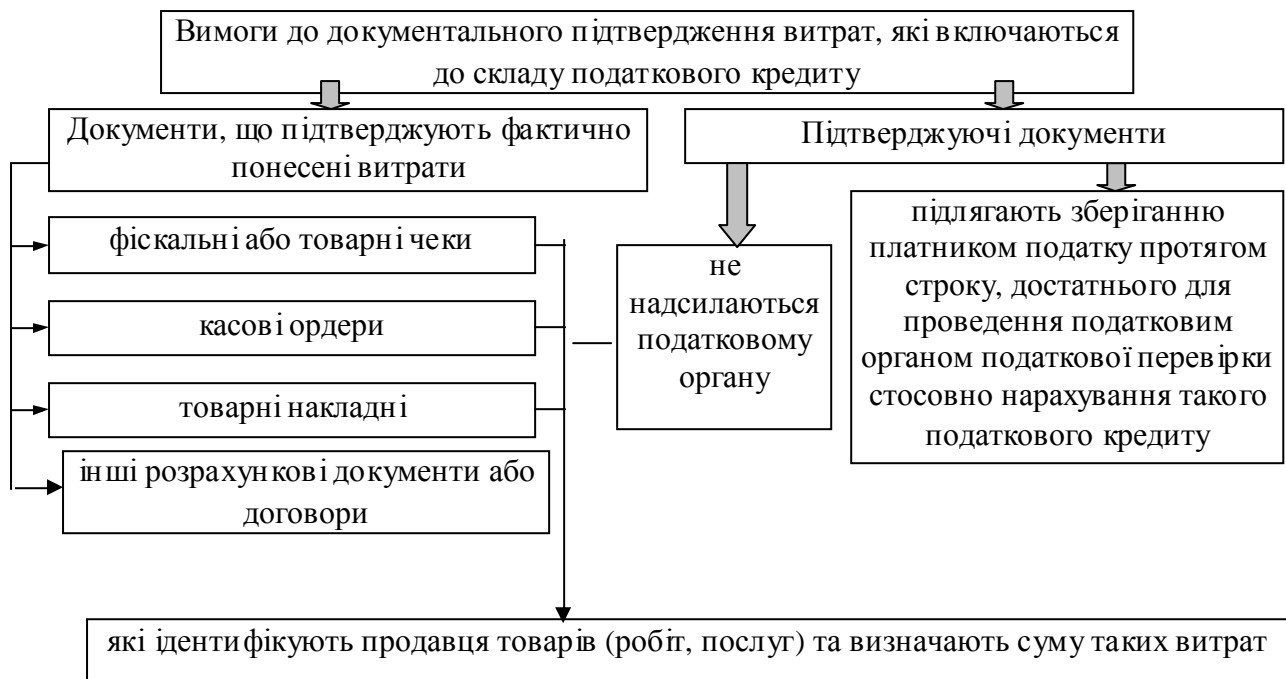 Вимоги до документального підтвердження витрат, які включаються
до складу податкового кредиту
Документи, що підтверджують фактично
понесені витрати
фіскальні або товарні чеки
касові ордери
товарні накладні
інші розрахункові документи або
договори
Підтверджуючі документи
не
надсилаються
податковому
органу
підлягають зберіганню
платником податку протягом
строку, достатнього для
проведення податковим
органом податкової перевірки
стосовно нарахування такого
податкового кредиту
які ідентифікують продавця товарів (робіт, послуг) та визначають суму таких витрат